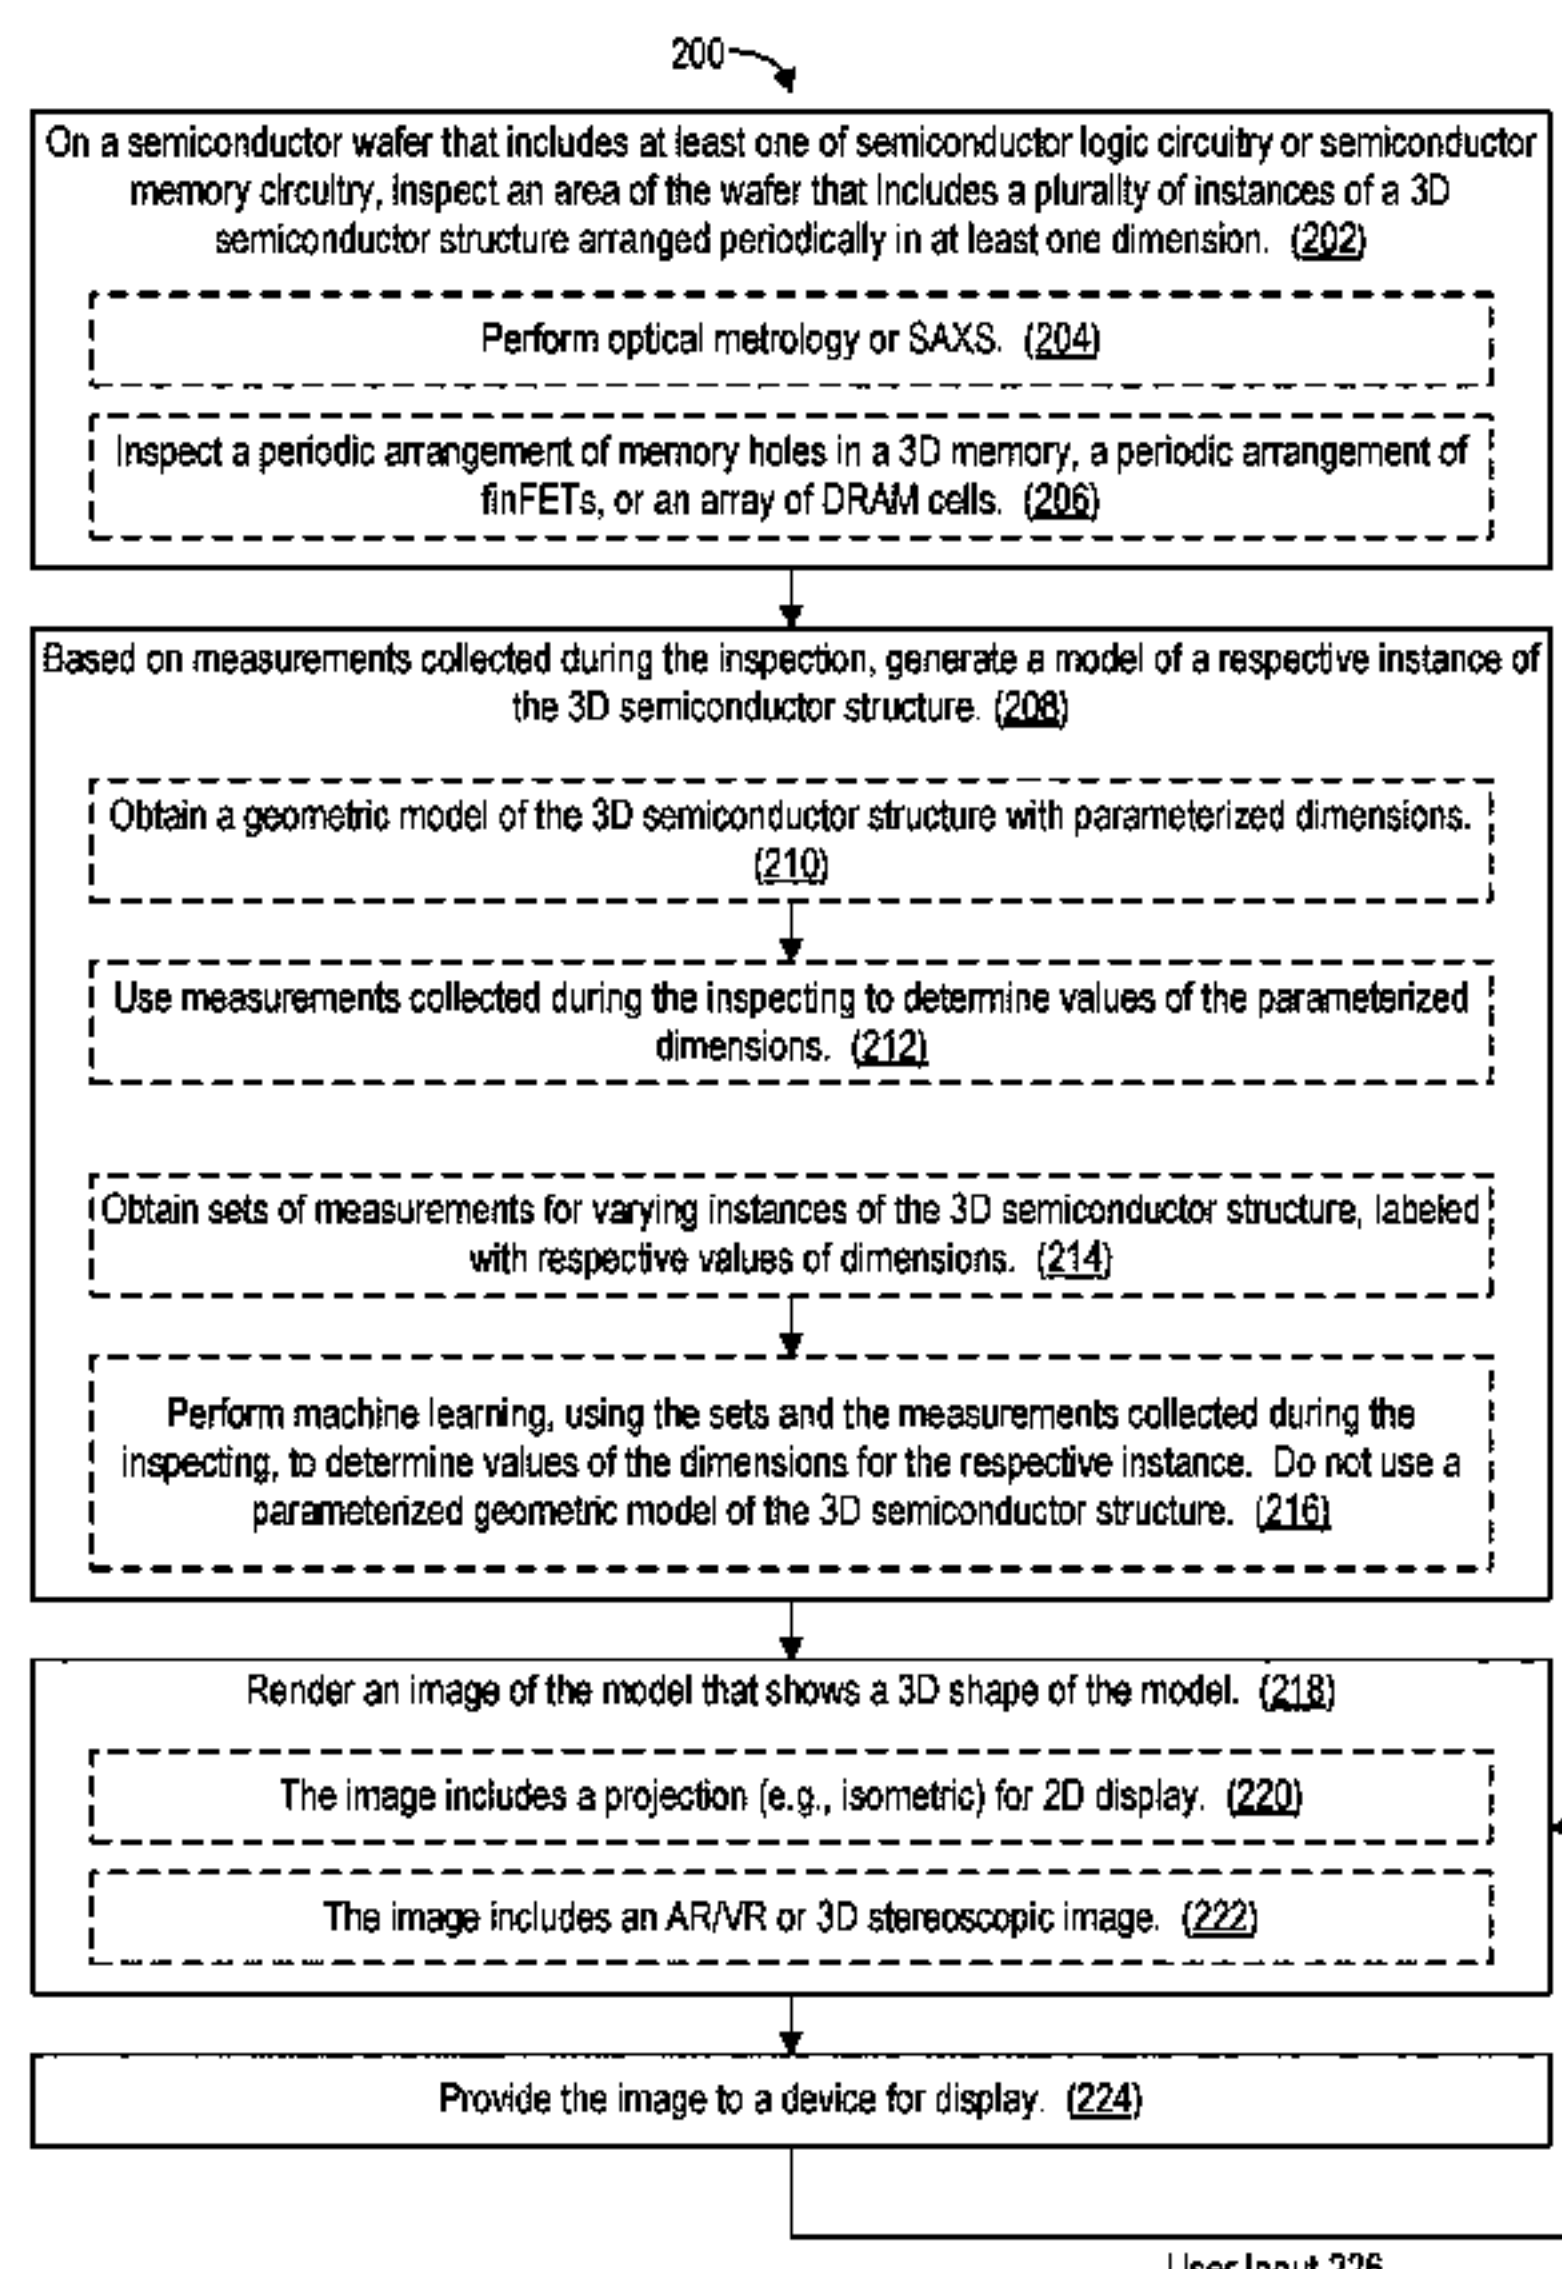 200
On a semiconductor wafer that includes at least one of semiconductor logic circuitry or semiconductor
memory circuitry, inspect an area of the wafer that includes a plurality of instances of a 3D
semiconductor structure arranged periodically in at least one dimension. (202)
Perform optical metrology or SAXS. (204)
Inspect a periodic arrangement of memory holes in a 3D memory, a periodic arrangement of
finFETs, or an array of DRAM cells. (206)
Based on measurements collected during the inspection, generate a model of a respective instance of
the 3D semiconductor structure. (208)
Obtain a geometric model of the 3D semiconductor structure with parameterized dimensions.
(210)
Use measurements collected during the inspecting to determine values of the parameterized
dimensions. (212)
Obtain sets of measurements for varying instances of the 3D semiconductor structure, labeled
with respective values of dimensions. (214)
Perform machine learning, using the sets and the measurements collected during the
inspecting, to determine values of the dimensions for the respective instance. Do not use a
parameterized geometric model of the 3D semiconductor structure. (216)
Render an image of the model that shows a 3D shape of the model. (218)
The image includes a projection (e.g., isometric) for 2D display. (220)
The image includes an AR/VR or 3D stereoscopic image. (222)
Provide the image to a device for display. (224)
User Input 226